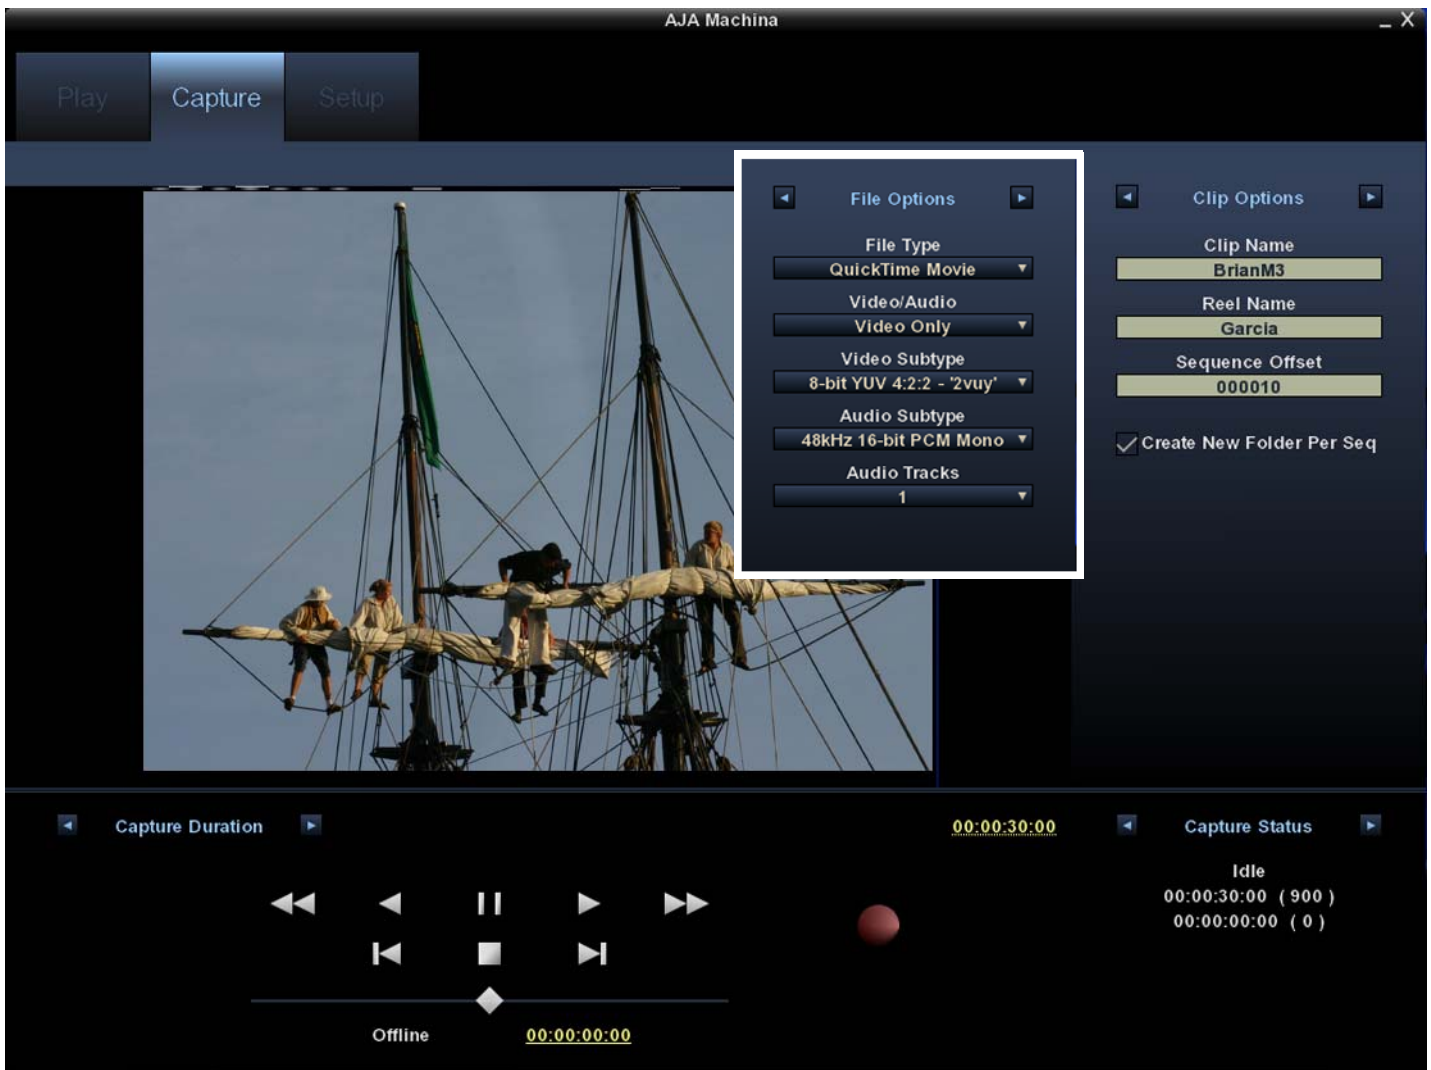 AJA Machina
Play
Capture
Setup
File Options
File Type
QuickTime Movie
Video/Audio
Video Only
Video Subtype
8-bit YUV 4:2:2 - '2vuy'
Audio Subtype
48kHz 16-bit PCM Mono
Audio Tracks
1
Clip Options
Clip Name
BrianM3
Reel Name
Garcia
Sequence Offset
000010
Create New Folder Per Seq
Capture Duration
00:00:30:00
Capture Status
Idle
00:00:30:00 ( 900 )
00:00:00:00 ( 0 )
Offline
00:00:00:00